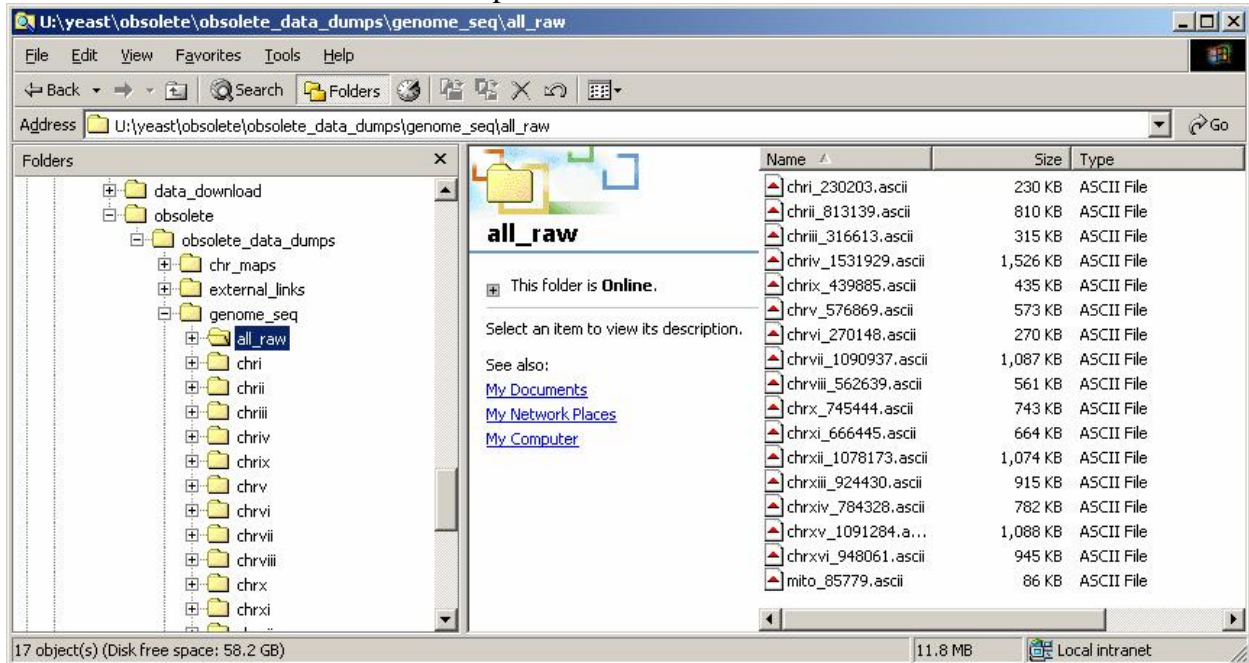 U:\yeast\obsolete\obsolete_data_dumps\genome_seq\all_raw
File Edit View Favorites Tools Help
Back Search Folders
Address U:\yeast\obsolete\obsolete_data_dumps\genome_seq\all_raw Go
Folders
data_download
obsolete
obsolete_data_dumps
chr_maps
external_links
genome_seq
all_raw
chri
chrii
chriii
chriv
chrix
chrv
chrvi
chrvii
chrviii
chrx
chrxi
all_raw
This folder is Online.
Select an item to view its description.
See also:
My Documents
My Network Places
My Computer
Name Size Type
chri_230203.ascii 230 KB ASCII File
chrii_813139.ascii 810 KB ASCII File
chriii_316613.ascii 315 KB ASCII File
chriv_1531929.ascii 1,526 KB ASCII File
chrix_439885.ascii 435 KB ASCII File
chrv_576869.ascii 573 KB ASCII File
chrvi_270148.ascii 270 KB ASCII File
chrvii_1090937.ascii 1,087 KB ASCII File
chrviii_562639.ascii 561 KB ASCII File
chrx_745444.ascii 743 KB ASCII File
chrxi_666445.ascii 664 KB ASCII File
chrxii_1078173.ascii 1,074 KB ASCII File
chrxiii_924430.ascii 915 KB ASCII File
chrxiv_784328.ascii 782 KB ASCII File
chrxv_1091284.a... 1,088 KB ASCII File
chrxvi_948061.ascii 945 KB ASCII File
mito_85779.ascii 86 KB ASCII File
17 object(s) (Disk free space: 58.2 GB) 11.8 MB Local intranet